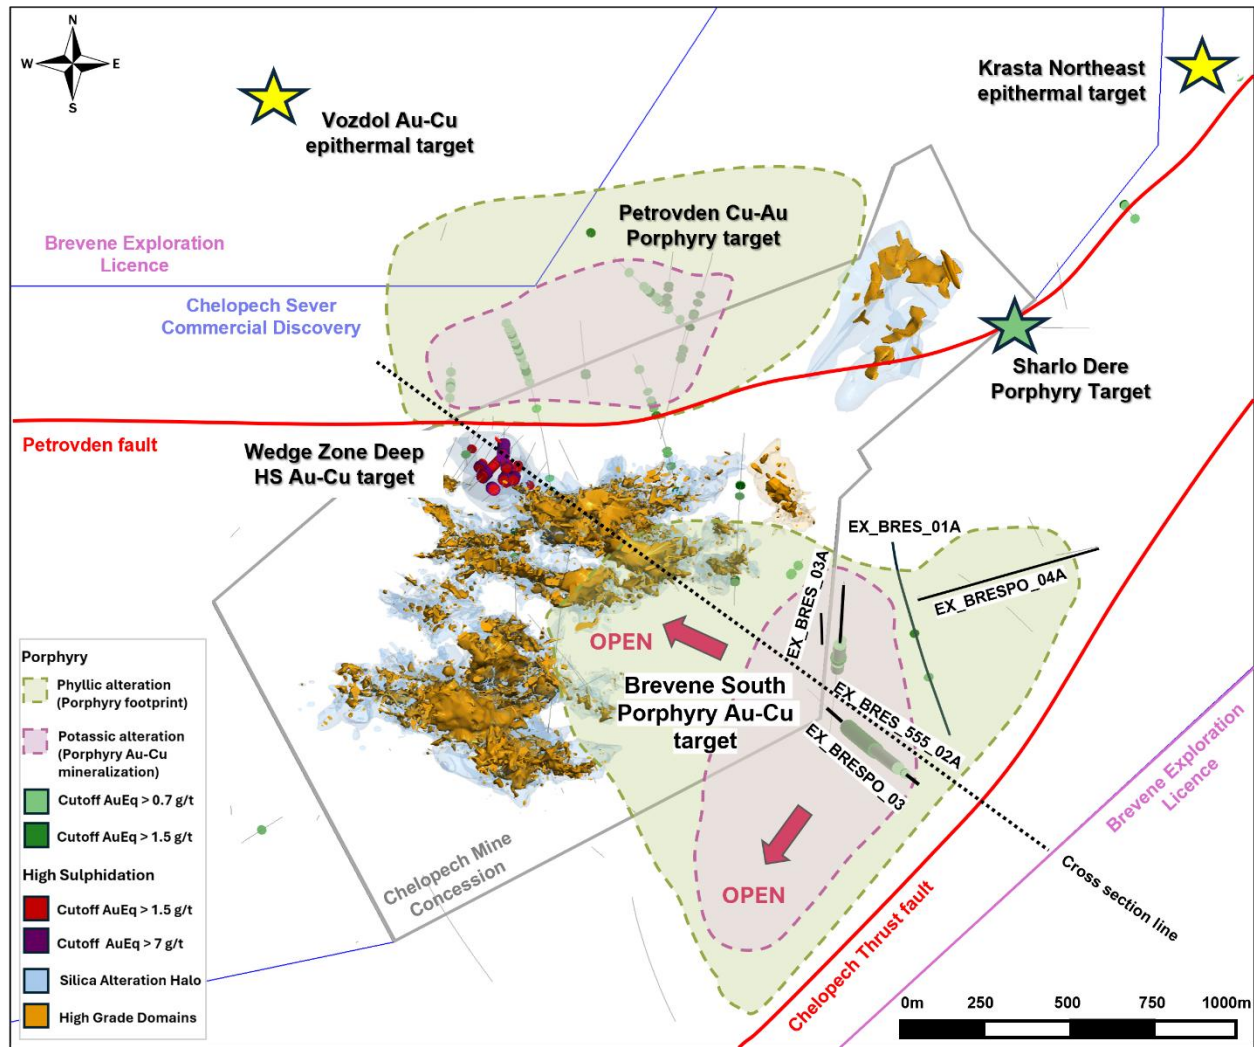 N
W
E
S
Vozdol Au-Cu
epithermal target
Krasta Northeast
epithermal target
Petrovden Cu-Au
Porphyry target
Brevene Exploration
Licence
Chelopech Sever
Commercial Discovery
Sharlo Dere
Porphyry Target
Petrovden fault
Wedge Zone Deep
HS Au-Cu target
EX_BRES_01A
EX_BRES_03A
EX_BRESPO_04A
OPEN
Brevene South
Porphyry Au-Cu
target
EX_BRES_555_02A
EX_BRESPO_03
OPEN
Chelopech Mine
Concession
Brevene Exploration
Licence
Chelopech Thrust fault
Cross section line
Porphyry
Phyllic alteration
(Porphyry footprint)
Potassic alteration
(Porphyry Au-Cu
mineralization)
Cutoff AuEq > 0.7 g/t
Cutoff AuEq > 1.5 g/t
High Sulphidation
Cutoff AuEq > 1.5 g/t
Cutoff AuEq > 7 g/t
Silica Alteration Halo
High Grade Domains
0m 250 500 750 1000m